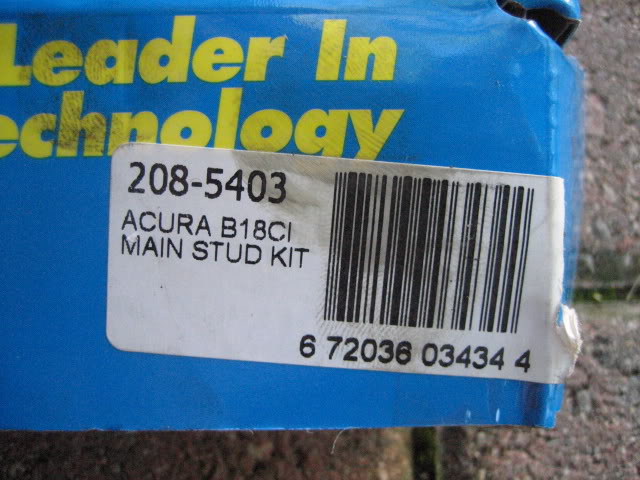 Leader In
echnology
208-5403
ACURA B18CI
MAIN STUD KIT
6 72036 03434 4